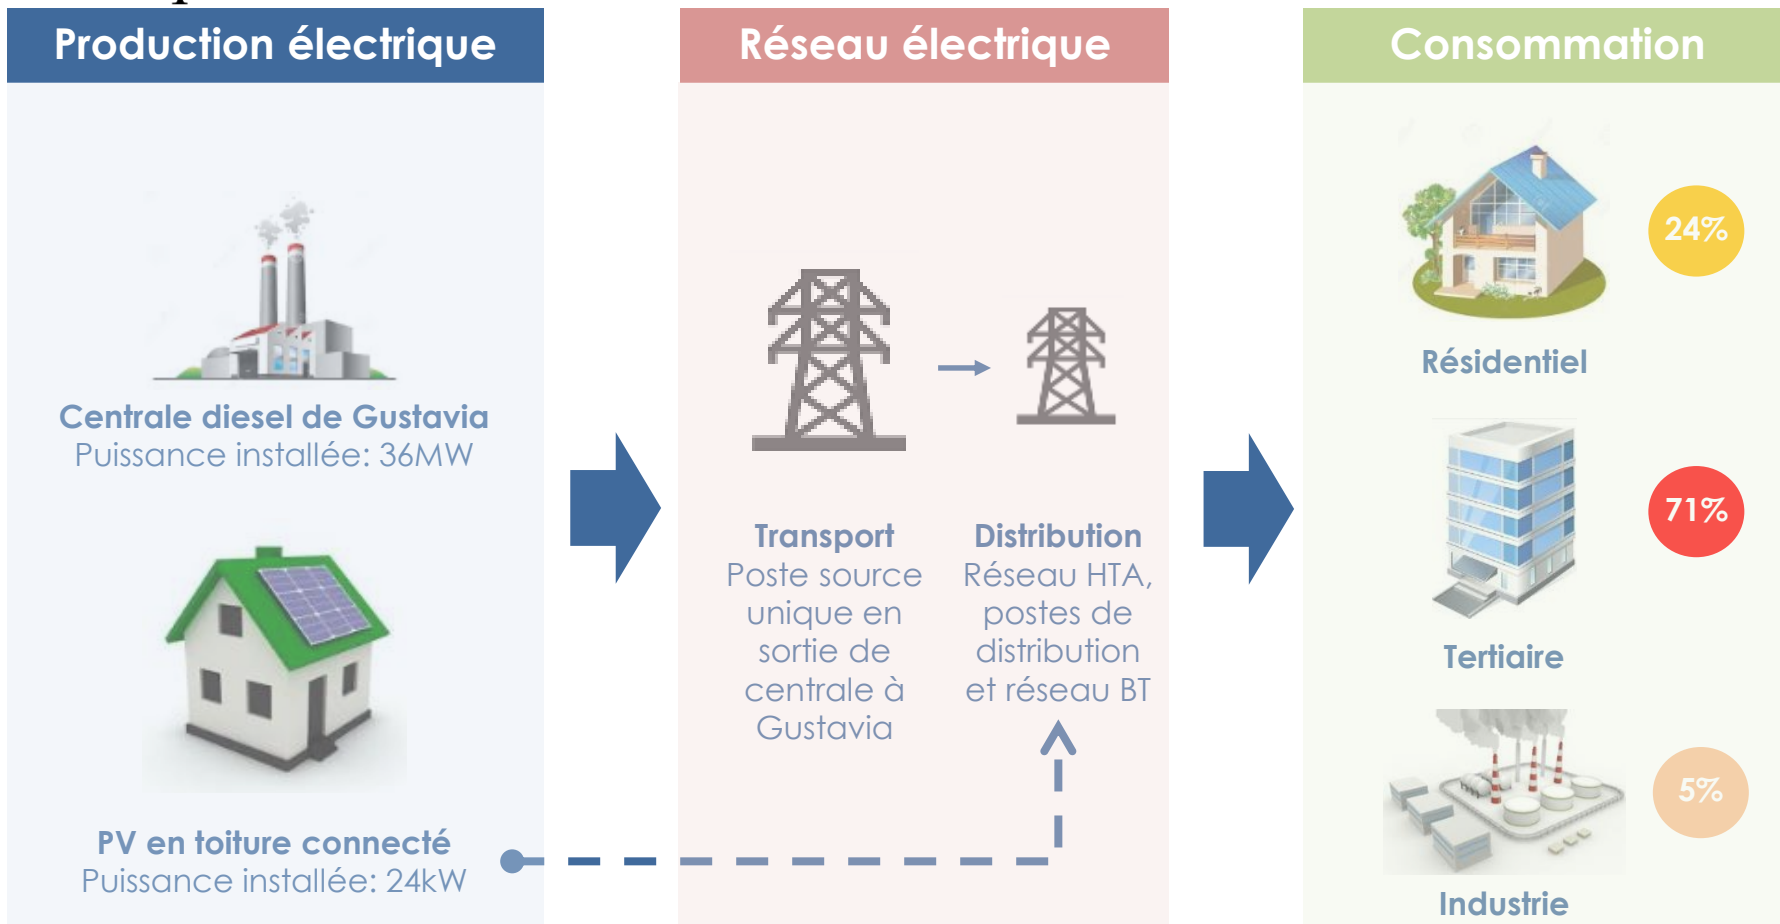 Production électrique
Centrale diesel de Gustavia
Puissance installée: 36MW
PV en toiture connecté
Puissance installée: 24kW
Réseau électrique
Transport
Poste source
unique en
sortie de
centrale à
Gustavia
Distribution
Réseau HTA,
postes de
distribution
et réseau BT
Consommation
24%
Résidentiel
71%
Tertiaire
5%
Industrie